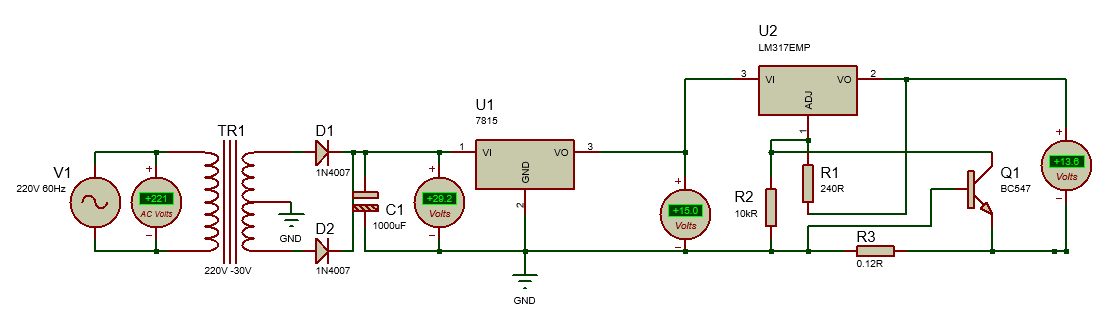 V1
220V 60Hz
+
+221
AC Volts
−
TR1
220V -30V
GND
D1
1N4007
D2
1N4007
C1
1000uF
+
+29.2
Volts
−
U1
7815
1
VI
VO
3
GND
2
GND
+
+15.0
Volts
−
U2
LM317EMP
3
VI
VO
2
ADJ
1
R2
10kR
R1
240R
R3
0.12R
Q1
BC547
+
+13.6
Volts
−